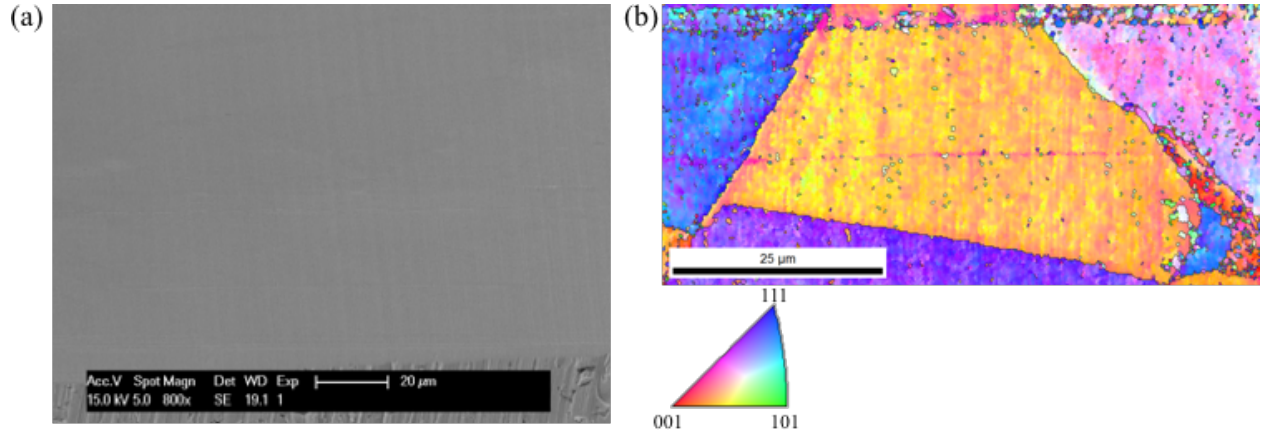 (a)
(b)
Acc.V Spot Magn Det WD Exp 20 μm
15.0 kV 5.0 800x SE 19.1 1
25 μm
111
001
101